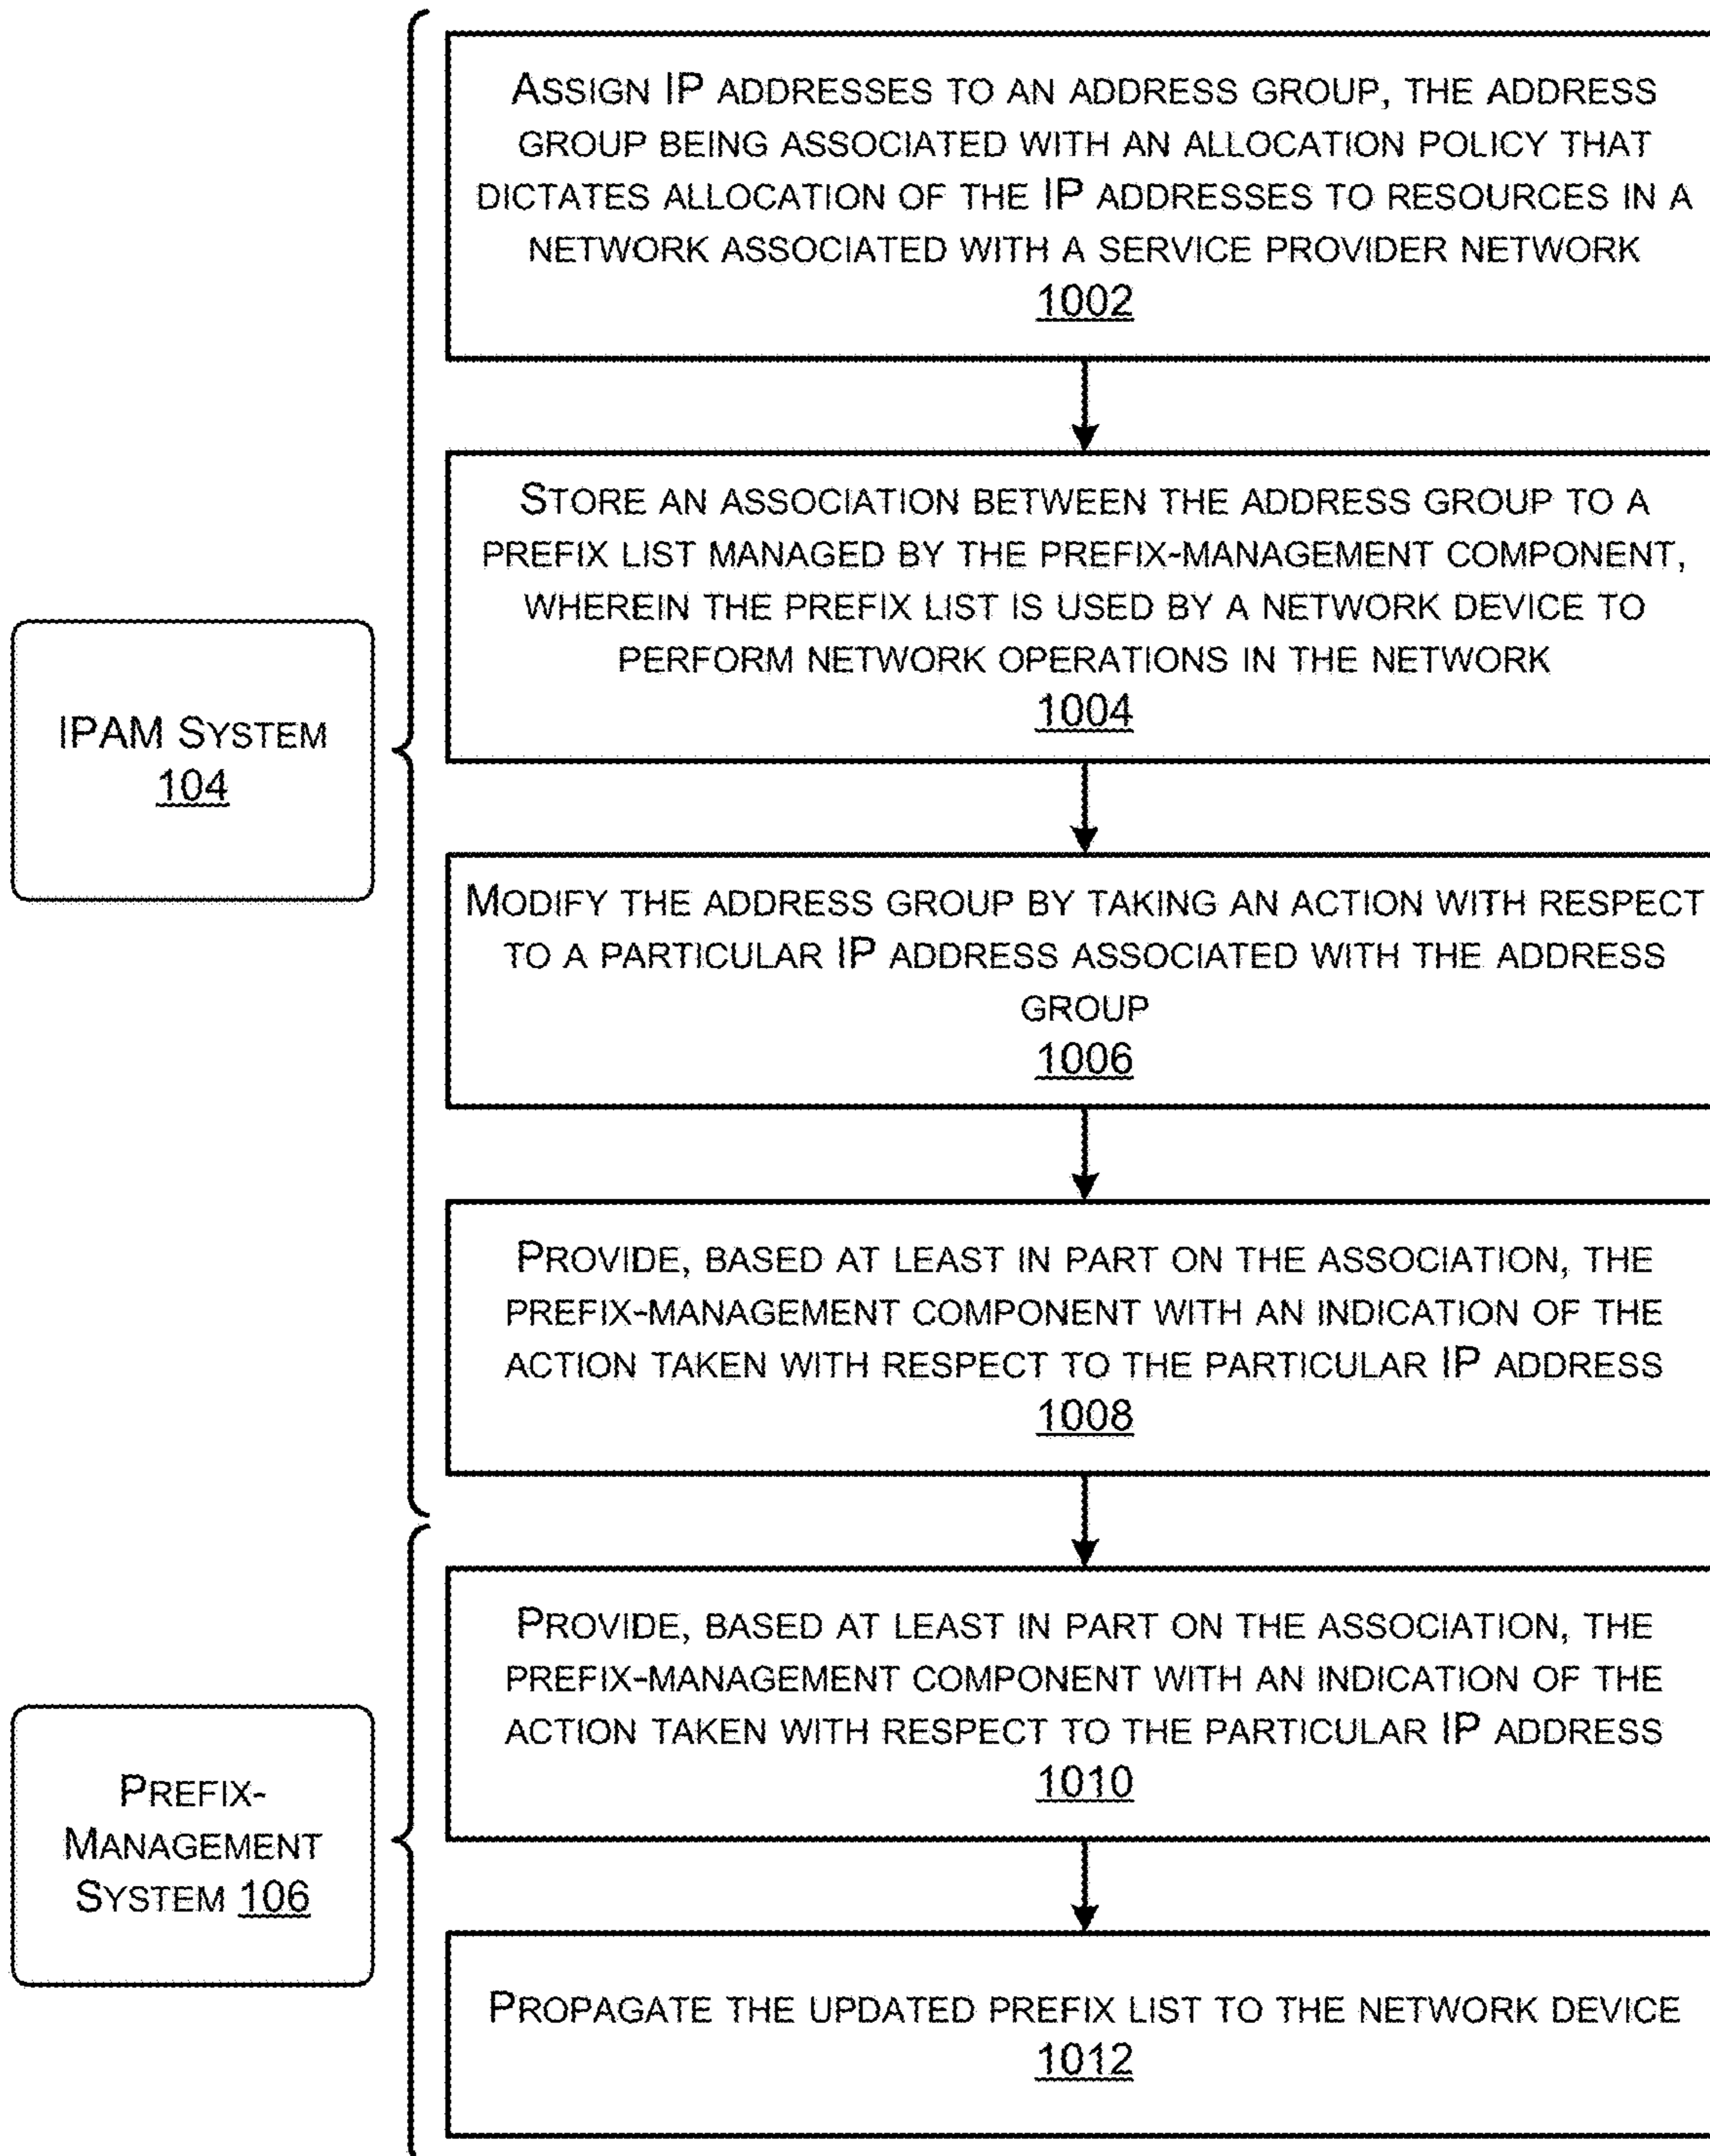 ASSIGN IP ADDRESSES TO AN ADDRESS GROUP, THE ADDRESS
GROUP BEING ASSOCIATED WITH AN ALLOCATION POLICY THAT
DICTATES ALLOCATION OF THE IP ADDRESSES TO RESOURCES IN A
NETWORK ASSOCIATED WITH A SERVICE PROVIDER NETWORK
1002
STORE AN ASSOCIATION BETWEEN THE ADDRESS GROUP TO A
PREFIX LIST MANAGED BY THE PREFIX-MANAGEMENT COMPONENT,
WHEREIN THE PREFIX LIST IS USED BY A NETWORK DEVICE TO
PERFORM NETWORK OPERATIONS IN THE NETWORK
1004
IPAM SYSTEM
104
MODIFY THE ADDRESS GROUP BY TAKING AN ACTION WITH RESPECT
TO A PARTICULAR IP ADDRESS ASSOCIATED WITH THE ADDRESS
GROUP
1006
PROVIDE, BASED AT LEAST IN PART ON THE ASSOCIATION, THE
PREFIX-MANAGEMENT COMPONENT WITH AN INDICATION OF THE
ACTION TAKEN WITH RESPECT TO THE PARTICULAR IP ADDRESS
1008
PROVIDE, BASED AT LEAST IN PART ON THE ASSOCIATION, THE
PREFIX-MANAGEMENT COMPONENT WITH AN INDICATION OF THE
ACTION TAKEN WITH RESPECT TO THE PARTICULAR IP ADDRESS
1010
PREFIX-
MANAGEMENT
SYSTEM 106
PROPAGATE THE UPDATED PREFIX LIST TO THE NETWORK DEVICE
1012